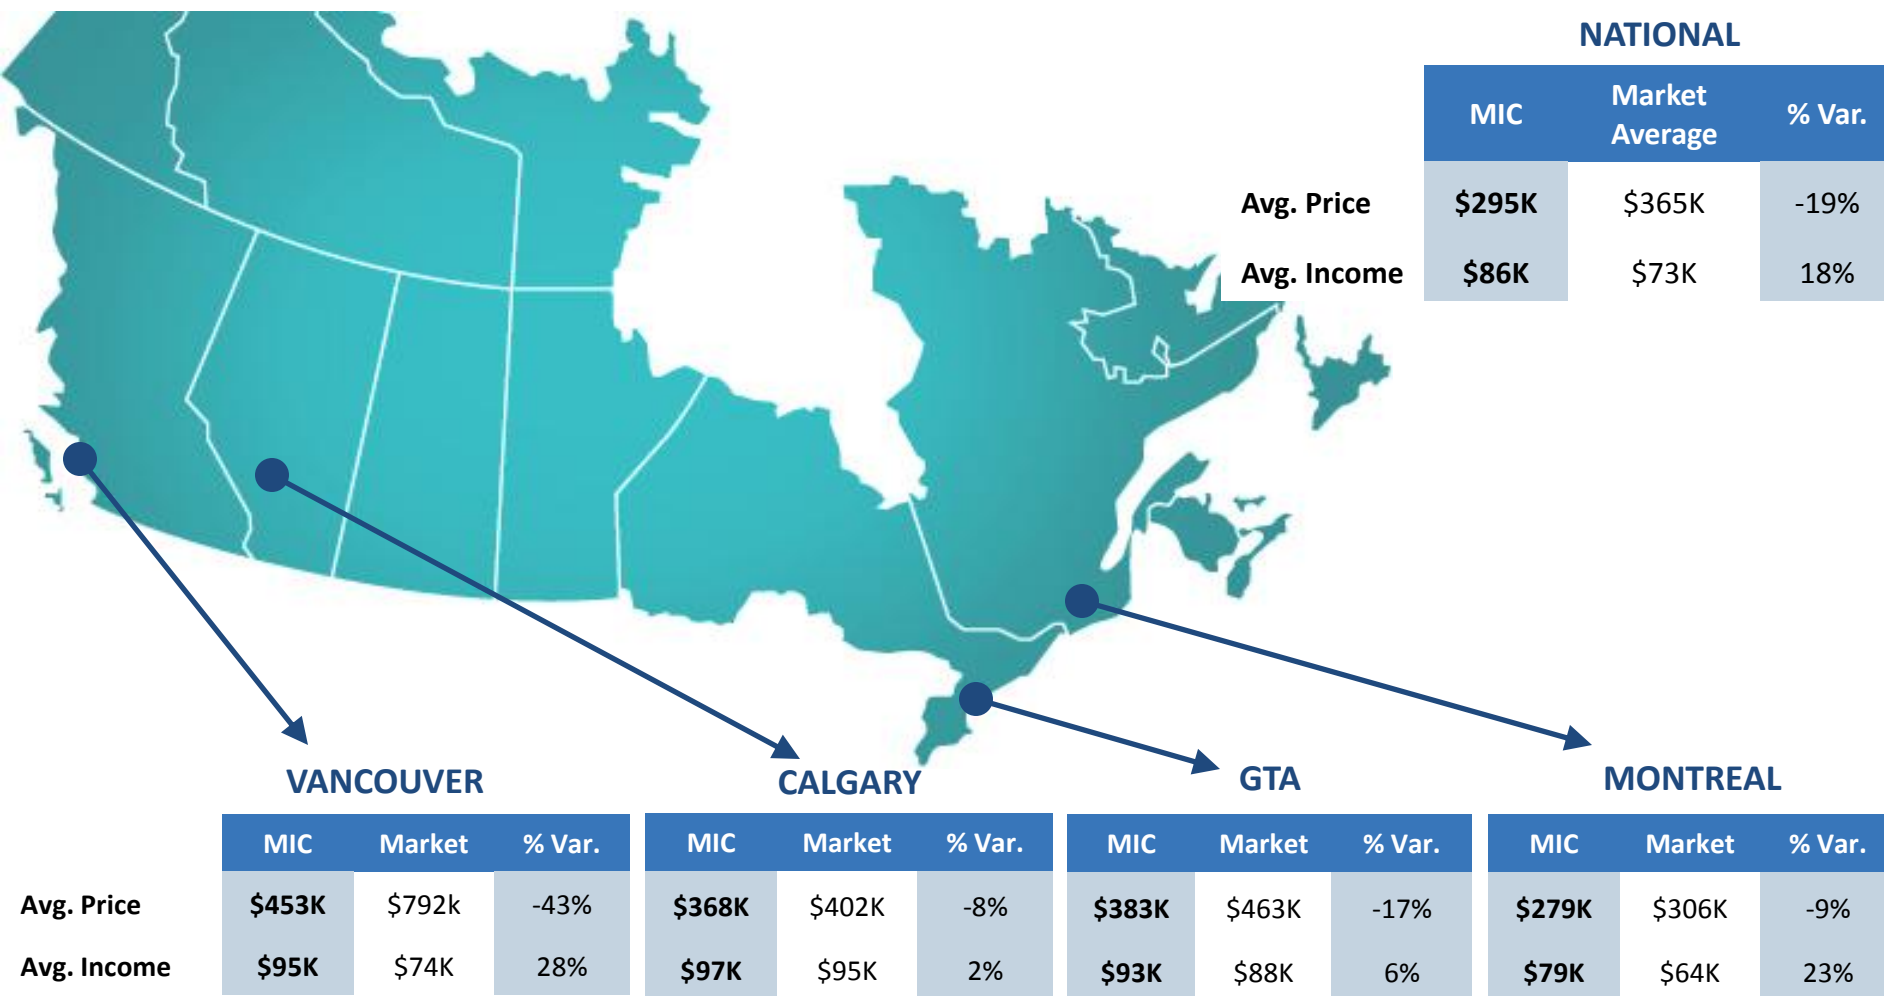 NATIONAL
MIC Market Average % Var.
Avg. Price $295K $365K -19%
Avg. Income $86K $73K 18%
VANCOUVER CALGARY GTA MONTREAL
MIC Market % Var. MIC Market % Var. MIC Market % Var. MIC Market % Var.
Avg. Price $453K $792k -43% $368K $402K -8% $383K $463K -17% $279K $306K -9%
Avg. Income $95K $74K 28% $97K $95K 2% $93K $88K 6% $79K $64K 23%